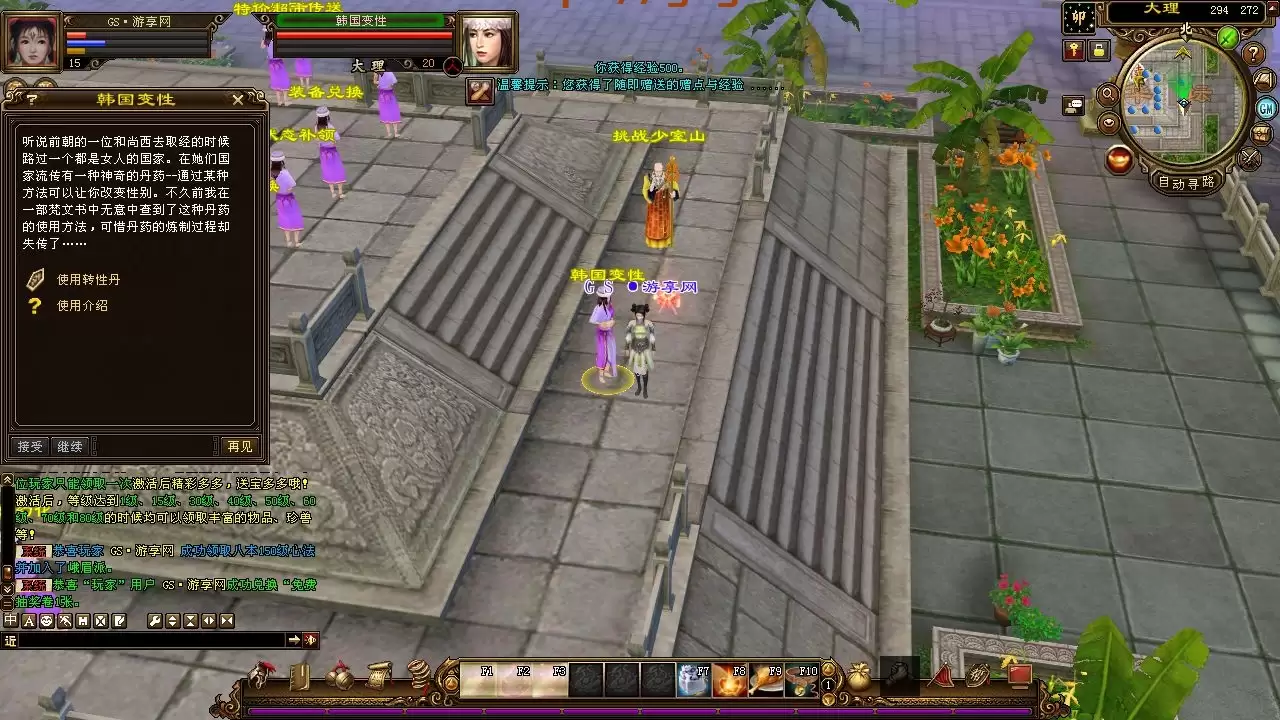 特价潮流传送
GS·游享网
15
韩国变性
大理
20
你获得经验500。
温馨提示：您获得了随即赠送的赠点与经验......
大理 294 272
北
GM
自动寻路
装备兑换
挑战少室山
韩国变性
GS·游享网
韩国变性
听说前朝的一位和尚西去取经的时候
路过一个都是女人的国家。在她们国
家流传有一种神奇的丹药—通过某种
方法可以让你改变性别。不久前我在
一部梵文书中无意中查到了这种丹药
的使用方法，可惜丹药的炼制过程却
失传了……
使用转性丹
使用介绍
接受 继续 再见
位玩家只能领取一次激活后精彩多多，送宝多多哦！
激活后，等级达到1级、15级、30级、40级、50级、60
级、70级和80级的时候均可以领取丰富的物品、珍兽
等！
恭喜玩家 GS·游享网 成功领取八本150级心法
并加入了峨眉派。
恭喜“玩家”用户 GS·游享网成功兑换“免费
抽奖卷1张。
中 A
近
F1 F2 F3 F7 F8 F9 F10
1